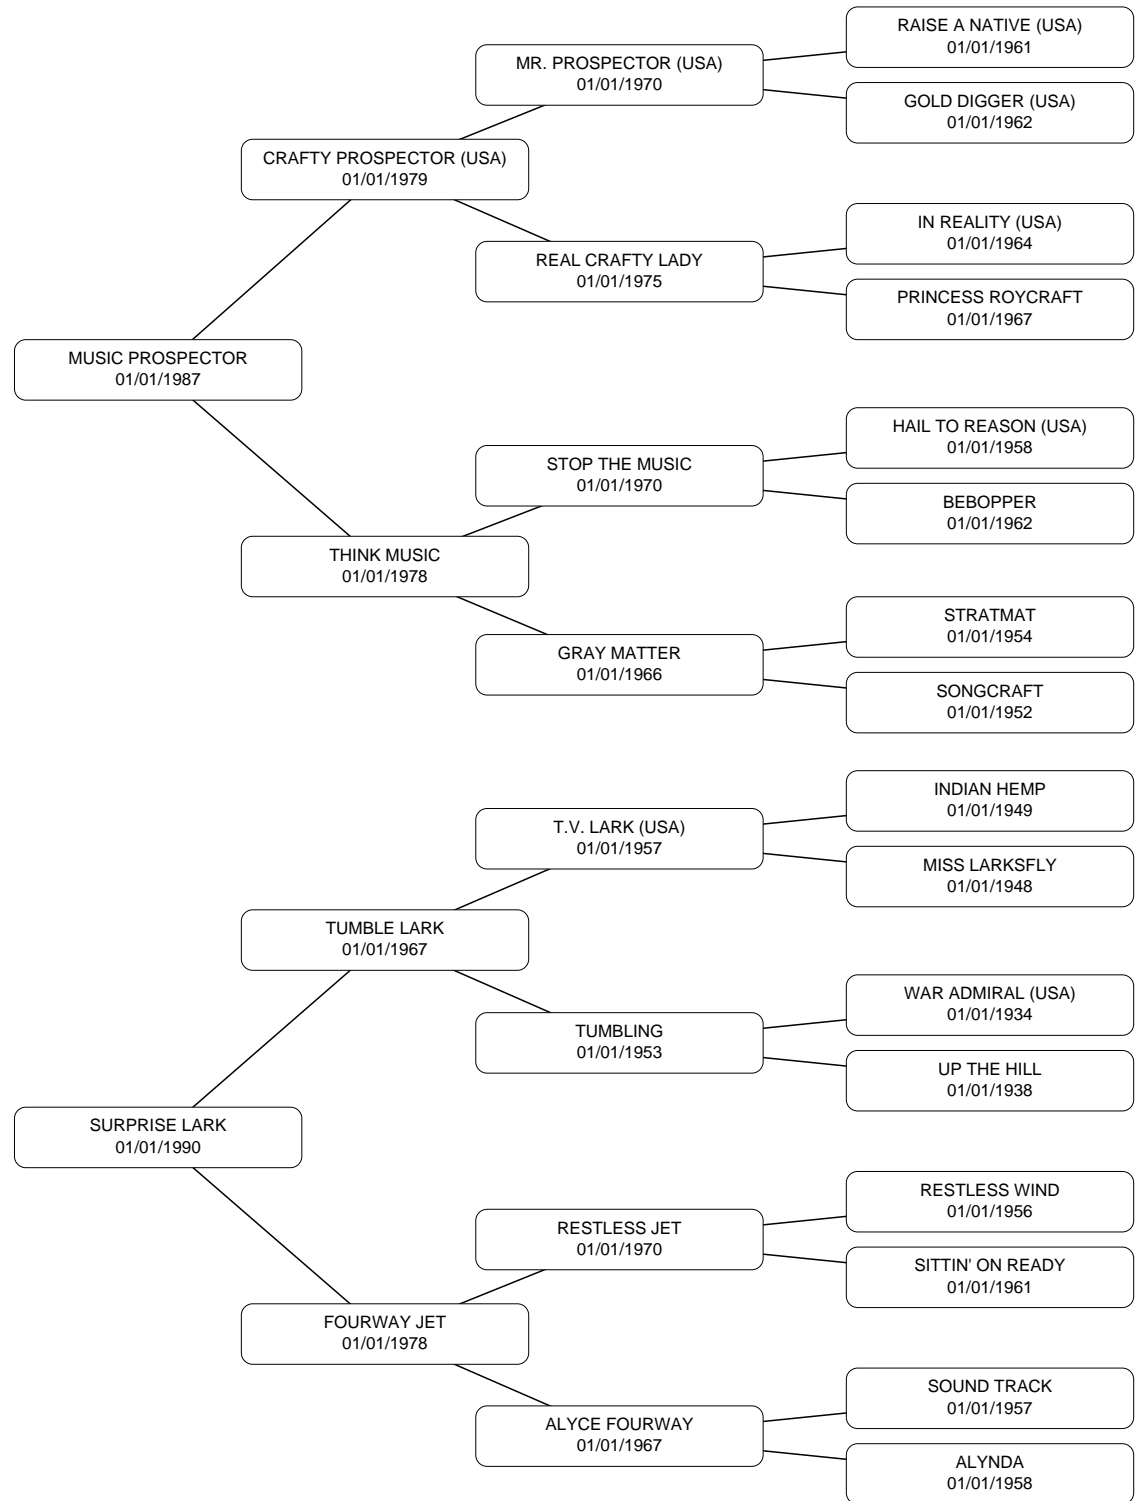 RAISE A NATIVE (USA)
01/01/1961
MR. PROSPECTOR (USA)
01/01/1970
GOLD DIGGER (USA)
01/01/1962
CRAFTY PROSPECTOR (USA)
01/01/1979
IN REALITY (USA)
01/01/1964
REAL CRAFTY LADY
01/01/1975
PRINCESS ROYCRAFT
01/01/1967
MUSIC PROSPECTOR
01/01/1987
HAIL TO REASON (USA)
01/01/1958
STOP THE MUSIC
01/01/1970
BEBOPPER
01/01/1962
THINK MUSIC
01/01/1978
STRATMAT
01/01/1954
GRAY MATTER
01/01/1966
SONGCRAFT
01/01/1952
INDIAN HEMP
01/01/1949
T.V. LARK (USA)
01/01/1957
MISS LARKSFLY
01/01/1948
TUMBLE LARK
01/01/1967
WAR ADMIRAL (USA)
01/01/1934
TUMBLING
01/01/1953
UP THE HILL
01/01/1938
SURPRISE LARK
01/01/1990
RESTLESS WIND
01/01/1956
RESTLESS JET
01/01/1970
SITTIN' ON READY
01/01/1961
FOURWAY JET
01/01/1978
SOUND TRACK
01/01/1957
ALYCE FOURWAY
01/01/1967
ALYNDA
01/01/1958